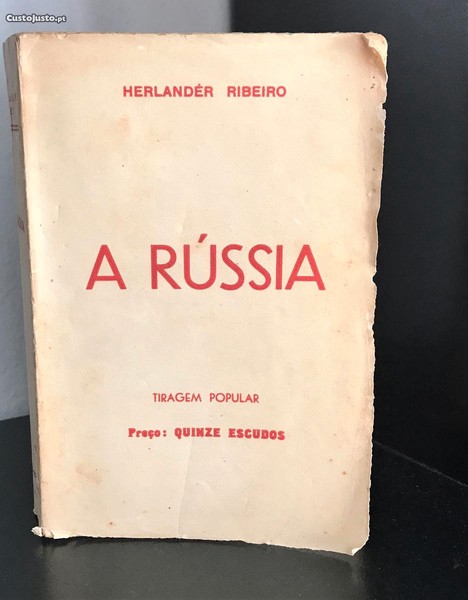 CustoJusto.pt
HERLANDÉR RIBEIRO
A RÚSSIA
TIRAGEM POPULAR
Preço: QUINZE ESCUDOS